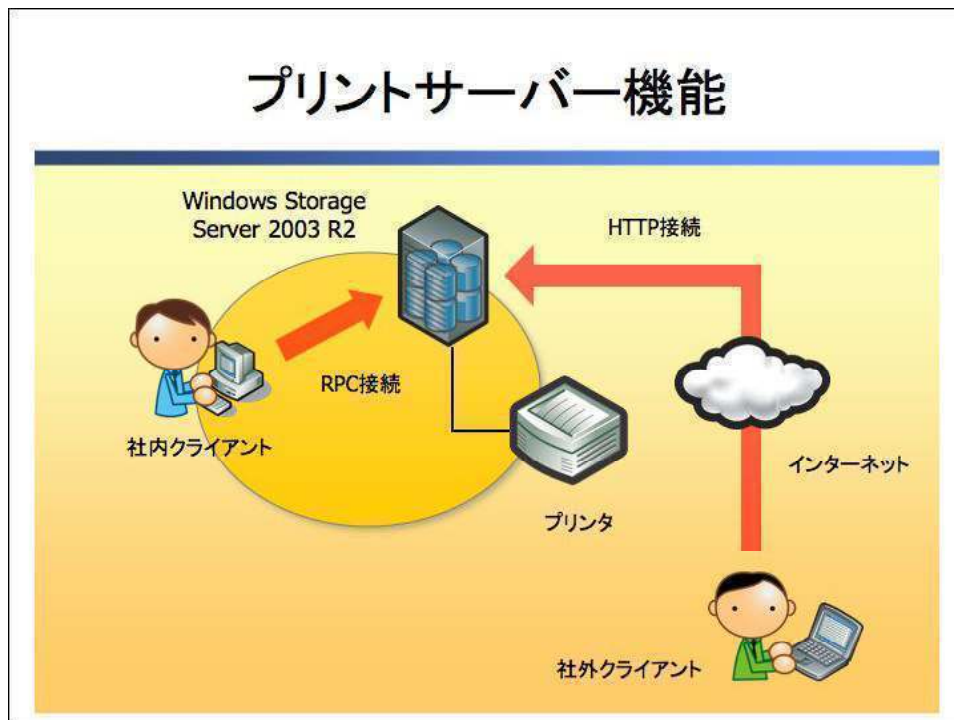 プリントサーバー機能
Windows Storage
Server 2003 R2
HTTP接続
RPC接続
社内クライアント
インターネット
プリンタ
社外クライアント